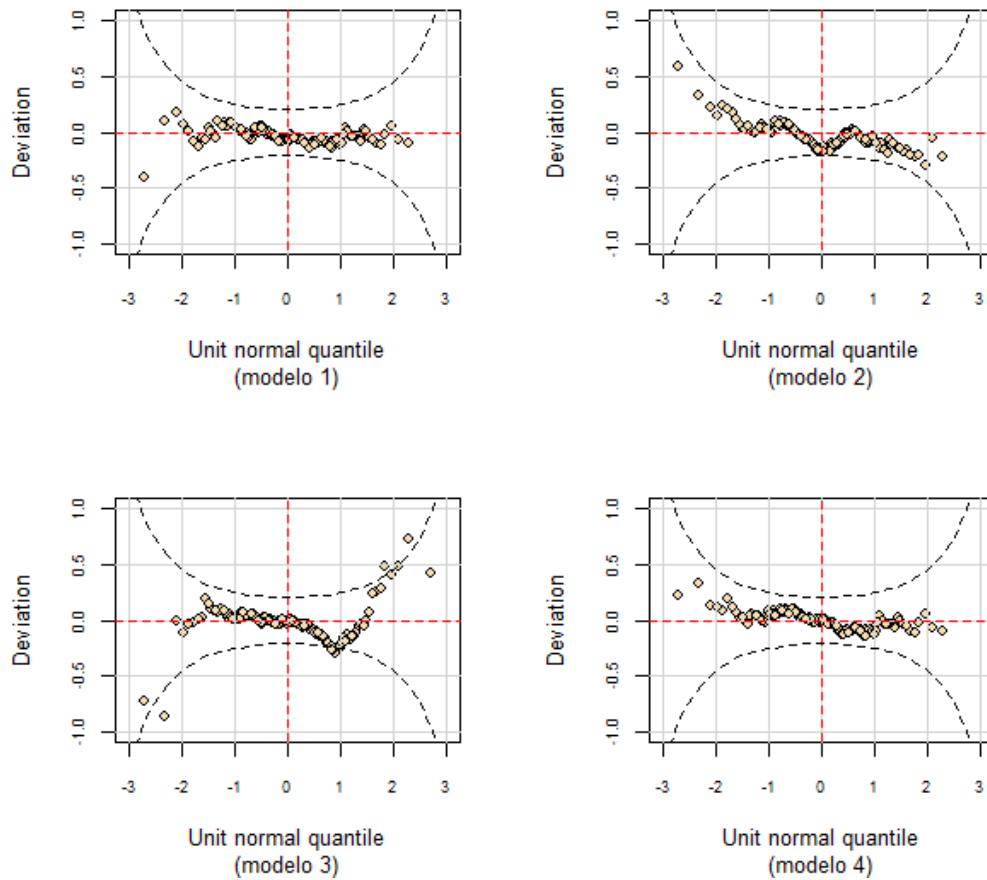 1.0
1.0
0.5
0.5
Deviation
0.0
Deviation
0.0
-0.5
-0.5
-1.0
-1.0
-3 -2 -1 0 1 2 3
-3 -2 -1 0 1 2 3
Unit normal quantile
(modelo 1)
Unit normal quantile
(modelo 2)
1.0
1.0
0.5
0.5
Deviation
0.0
Deviation
0.0
-0.5
-0.5
-1.0
-1.0
-3 -2 -1 0 1 2 3
-3 -2 -1 0 1 2 3
Unit normal quantile
(modelo 3)
Unit normal quantile
(modelo 4)